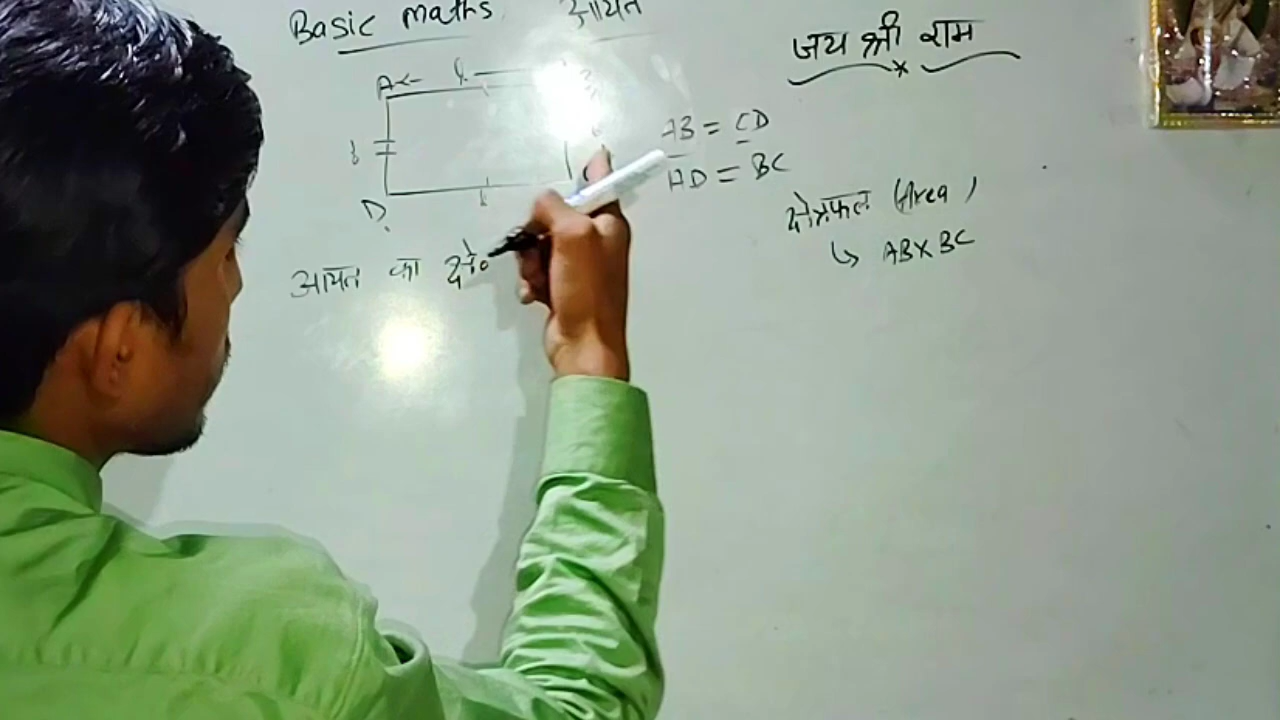 Basic maths आयत
जय श्री राम
A
AB = CD
AD = BC
D
क्षेत्रफल (Area)
↳ AB×BC
आयत का क्षे०